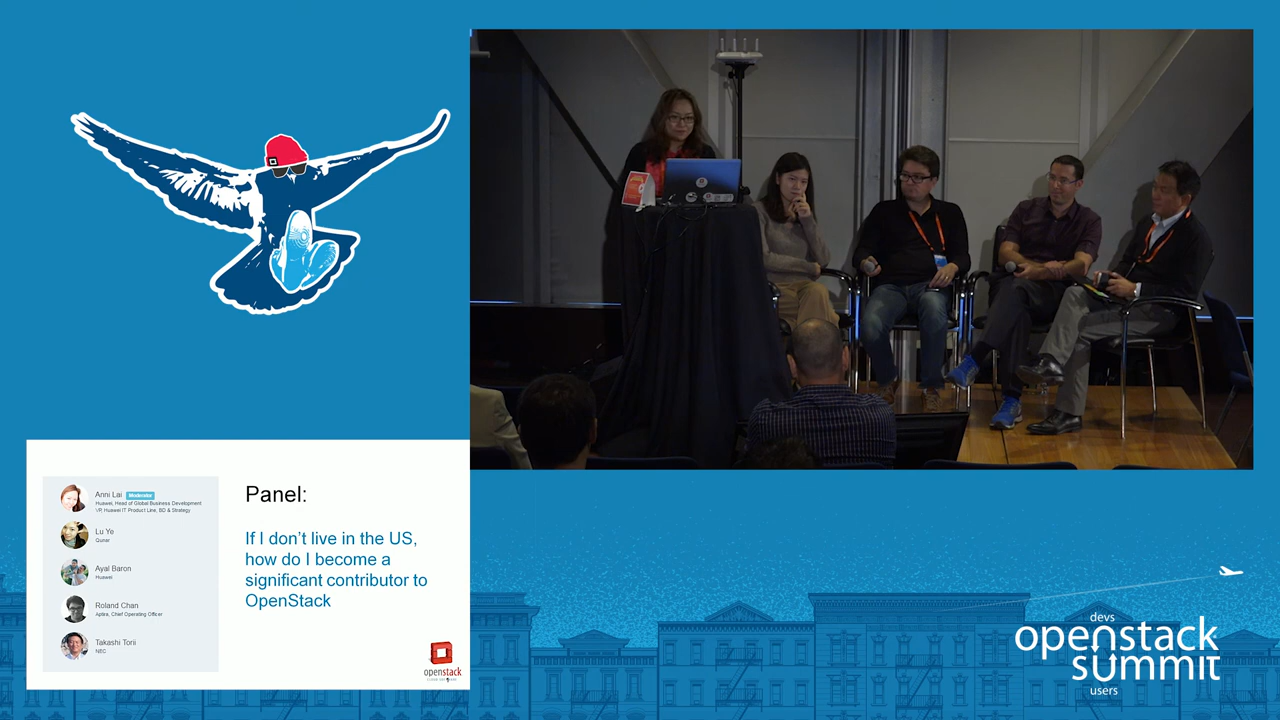 Anni Lai Moderator
Huawei, Head of Global Business Development
VP, Huawei IT Product Line, BD & Strategy
Lu Ye
Qunar
Ayal Baron
Huawei
Roland Chan
Aptira, Chief Operating Officer
Takashi Torii
NEC
Panel:
If I don't live in the US,
how do I become a
significant contributor to
OpenStack
openstack
devs
openstack
summit
users